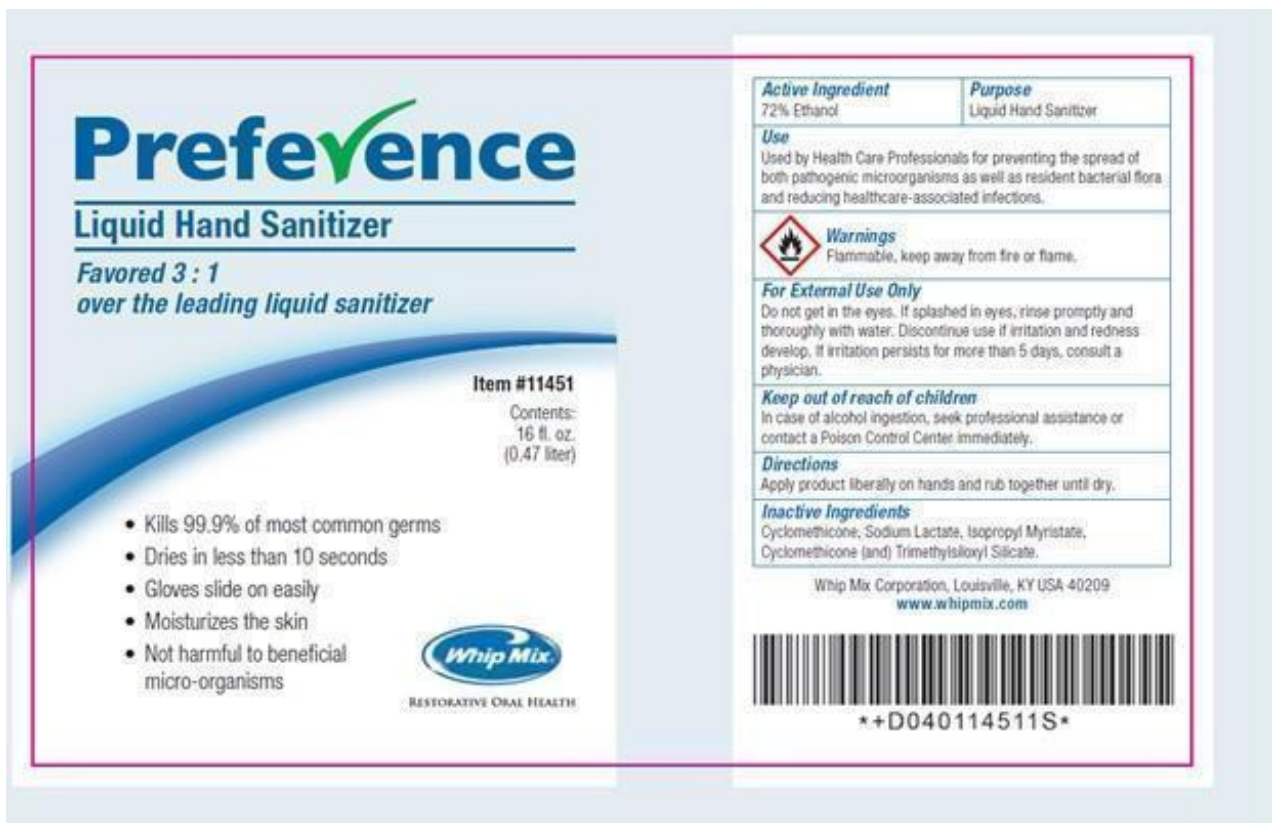 Preference
Liquid Hand Sanitizer
Favored 3 : 1
over the leading liquid sanitizer
Item #11451
Contents:
16 fl. oz.
(0.47 liter)
• Kills 99.9% of most common germs
• Dries in less than 10 seconds
• Gloves slide on easily
• Moisturizes the skin
• Not harmful to beneficial
micro-organisms
Whip Mix
RESTORATIVE ORAL HEALTH
Active Ingredient
72% Ethanol
Purpose
Liquid Hand Sanitizer
Use
Used by Health Care Professionals for preventing the spread of
both pathogenic microorganisms as well as resident bacterial flora
and reducing healthcare-associated infections.
Warnings
Flammable, keep away from fire or flame.
For External Use Only
Do not get in the eyes. If splashed in eyes, rinse promptly and
thoroughly with water. Discontinue use if irritation and redness
develop. If irritation persists for more than 5 days, consult a
physician.
Keep out of reach of children
In case of alcohol ingestion, seek professional assistance or
contact a Poison Control Center immediately.
Directions
Apply product liberally on hands and rub together until dry.
Inactive Ingredients
Cyclomethicone, Sodium Lactate, Isopropyl Myristate,
Cyclomethicone (and) Trimethylsiloxyl Silicate.
Whip Mix Corporation, Louisville, KY USA 40209
www.whipmix.com
*+D040114511S*